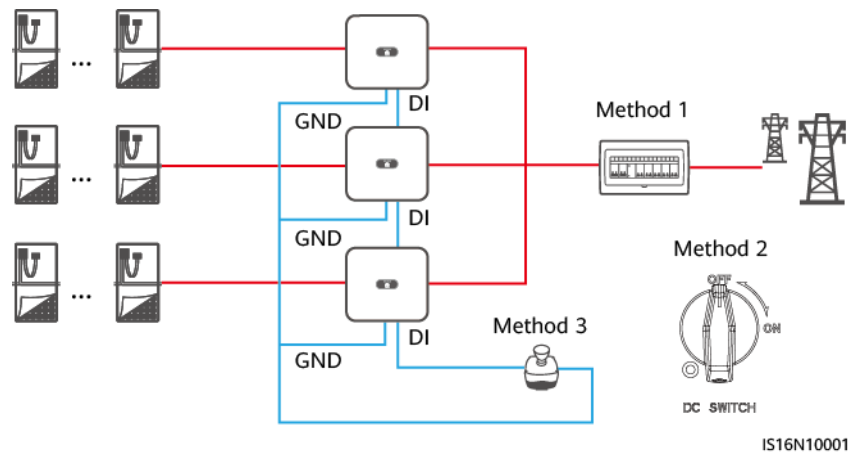 DI
GND
Method 1
DI
GND
Method 2
OFF
ON
DI
Method 3
GND
DC SWITCH
IS16N10001